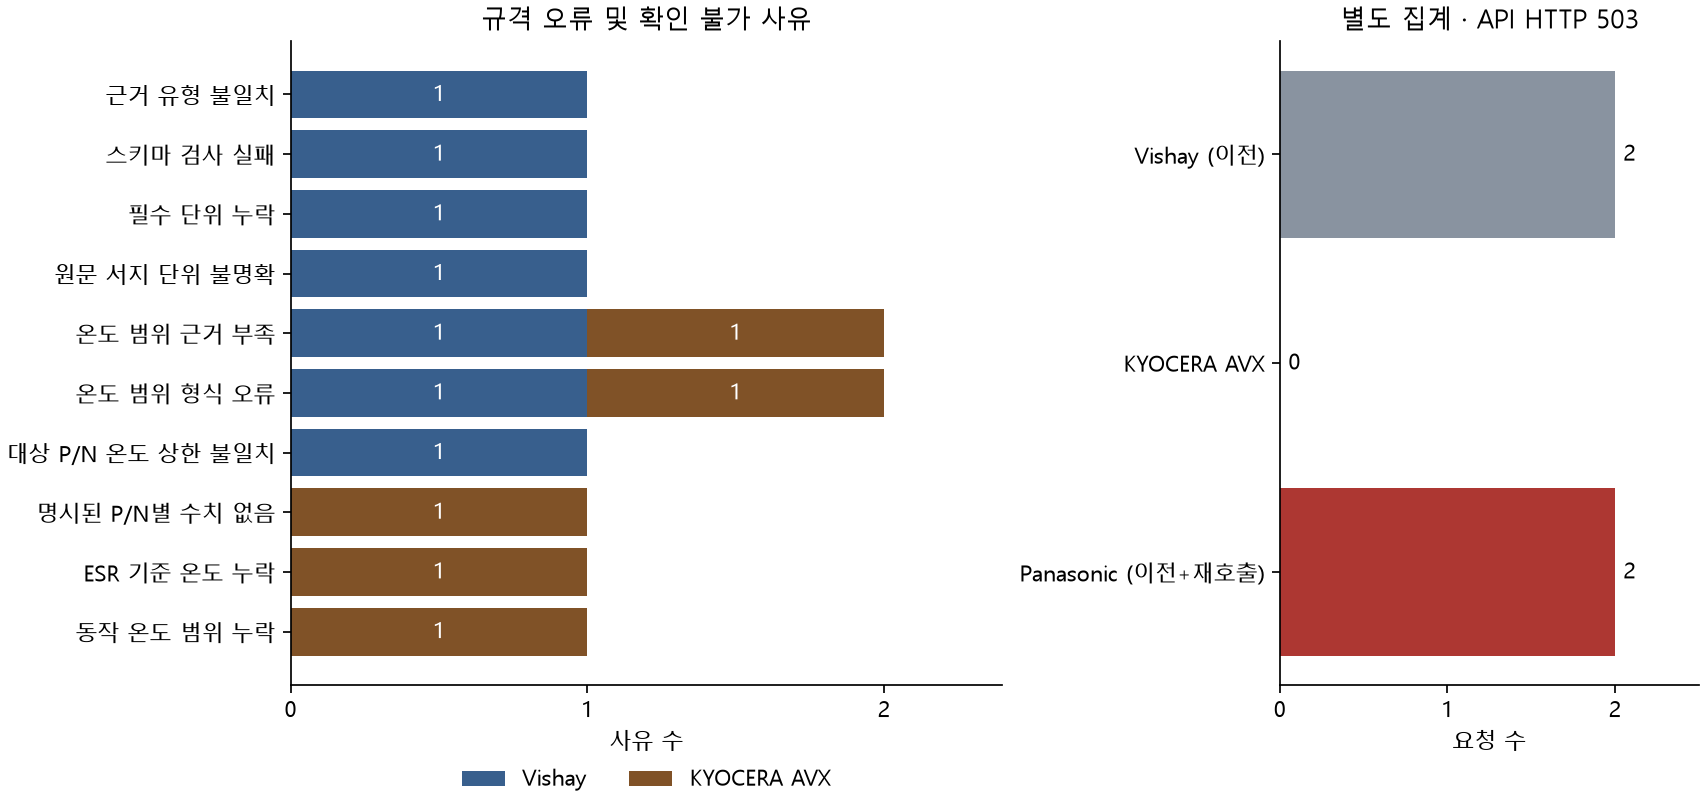 규격 오류 및 확인 불가 사유
근거 유형 불일치
1
스키마 검사 실패
1
필수 단위 누락
1
원문 서지 단위 불명확
1
온도 범위 근거 부족
1
1
온도 범위 형식 오류
1
1
대상 P/N 온도 상한 불일치
1
명시된 P/N별 수치 없음
1
ESR 기준 온도 누락
1
동작 온도 범위 누락
1
0
1
2
사유 수
Vishay
KYOCERA AVX
별도 집계 · API HTTP 503
Vishay (이전)
2
KYOCERA AVX
0
Panasonic (이전+재호출)
2
0
1
2
요청 수